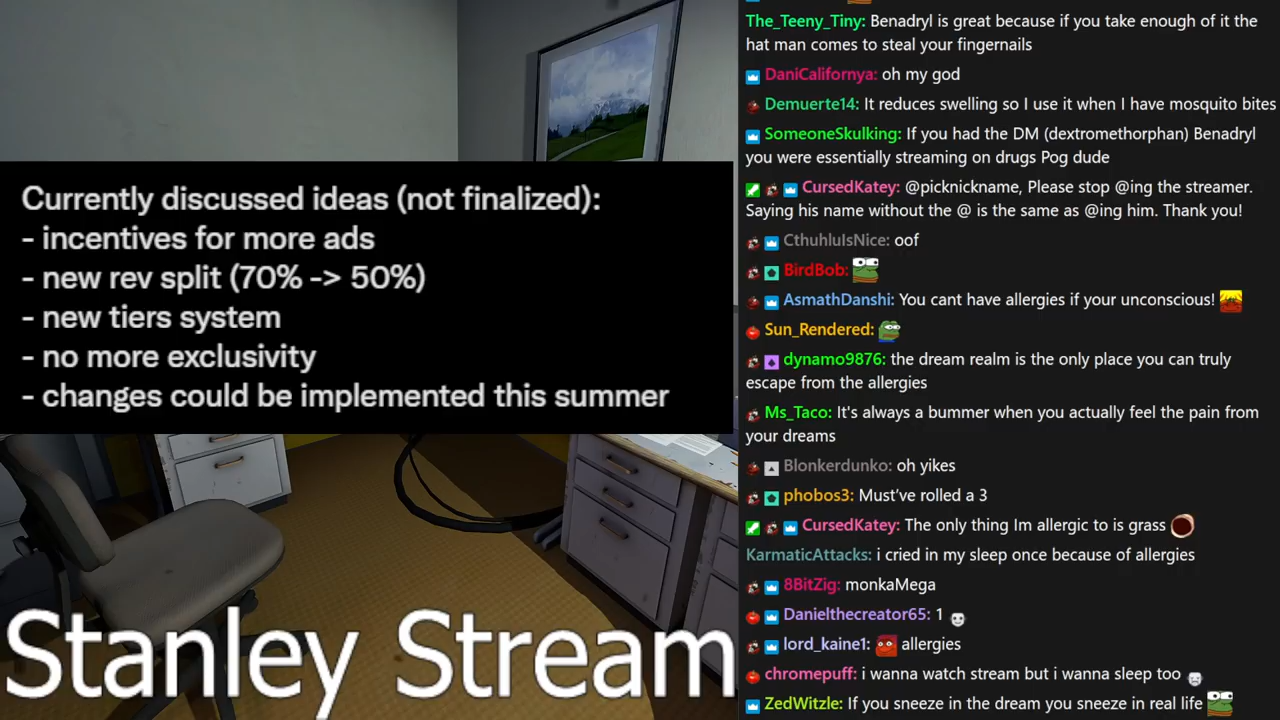 Currently discussed ideas (not finalized):
- incentives for more ads
- new rev split (70% -> 50%)
- new tiers system
- no more exclusivity
- changes could be implemented this summer
Stanley Stream
The_Teeny_Tiny: Benadryl is great because if you take enough of it the
hat man comes to steal your fingernails
DaniCalifornya: oh my god
Demuerte14: It reduces swelling so I use it when I have mosquito bites
SomeoneSkulking: If you had the DM (dextromethorphan) Benadryl
you were essentially streaming on drugs Pog dude
CursedKatey: @picknickname, Please stop @ing the streamer.
Saying his name without the @ is the same as @ing him. Thank you!
CthuhluIsNice: oof
BirdBob:
AsmathDanshi: You cant have allergies if your unconscious!
Sun_Rendered:
dynamo9876: the dream realm is the only place you can truly
escape from the allergies
Ms_Taco: It's always a bummer when you actually feel the pain from
your dreams
Blonkerdunko: oh yikes
phobos3: Must've rolled a 3
CursedKatey: The only thing Im allergic to is grass
KarmaticAttacks: i cried in my sleep once because of allergies
8BitZig: monkaMega
Danielthecreator65: 1
lord_kaine1: allergies
chromepuff: i wanna watch stream but i wanna sleep too
ZedWitzle: If you sneeze in the dream you sneeze in real life